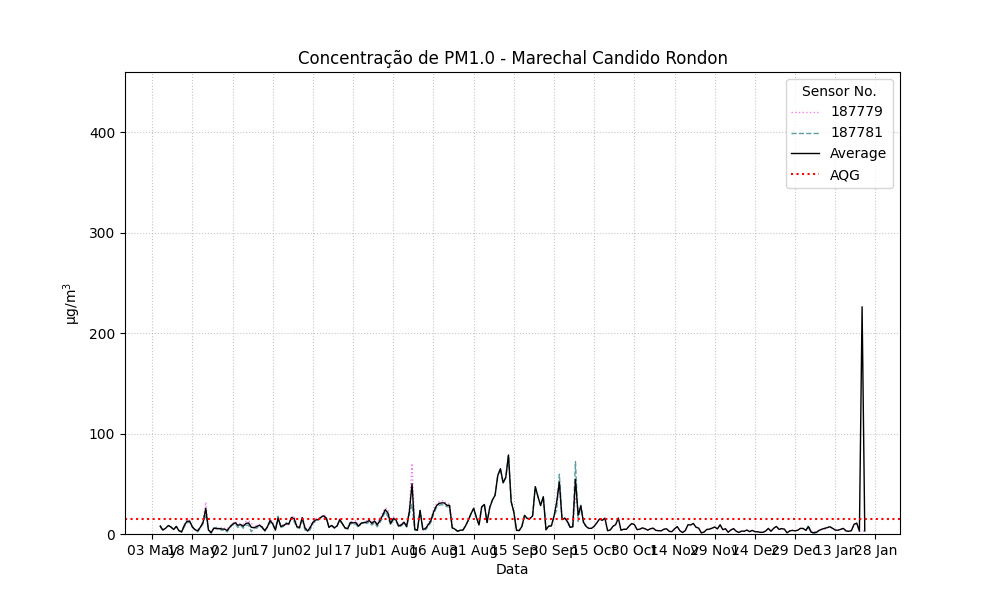 Concentração de PM1.0 - Marechal Candido Rondon
Sensor No.
187779
187781
Average
AQG
µg/m³
400
300
200
100
0
03 May 18 May 02 Jun 17 Jun 02 Jul 17 Jul 01 Aug 16 Aug 31 Aug 15 Sep 30 Sep 15 Oct 30 Oct 14 Nov 29 Nov 14 Dec 29 Dec 13 Jan 28 Jan
Data